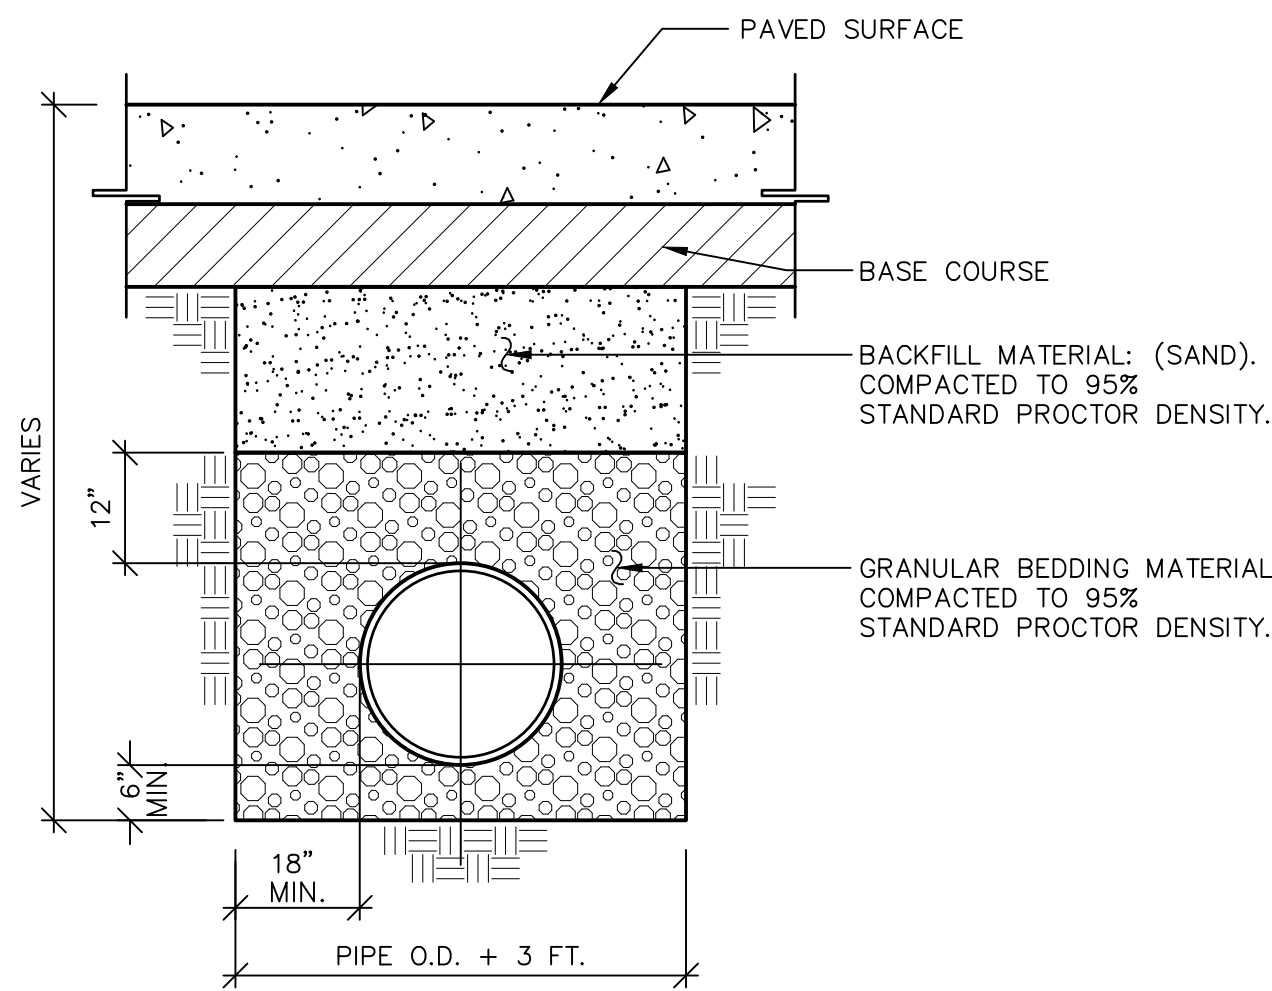 PAVED SURFACE
BASE COURSE
BACKFILL MATERIAL: (SAND).
COMPACTED TO 95%
STANDARD PROCTOR DENSITY.
VARIES
12"
GRANULAR BEDDING MATERIAL
COMPACTED TO 95%
STANDARD PROCTOR DENSITY.
6"
MIN.
18"
MIN.
PIPE O.D. + 3 FT.